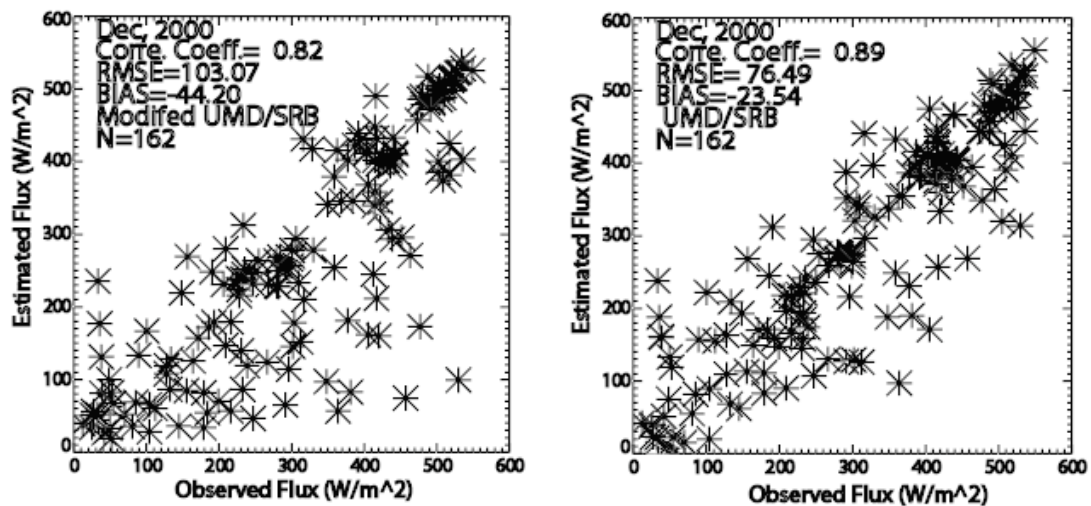 Dec, 2000
Corre. Coeff.= 0.82
RMSE=103.07
BIAS=-44.20
Modifed UMD/SRB
N=162
Estimated Flux (W/m^2)
600
500
400
300
200
100
0
0 100 200 300 400 500 600
Observed Flux (W/m^2)
Dec, 2000
Corre. Coeff.= 0.89
RMSE= 76.49
BIAS=-23.54
UMD/SRB
N=162
Estimated Flux (W/m^2)
600
500
400
300
200
100
0
0 100 200 300 400 500 600
Observed Flux (W/m^2)